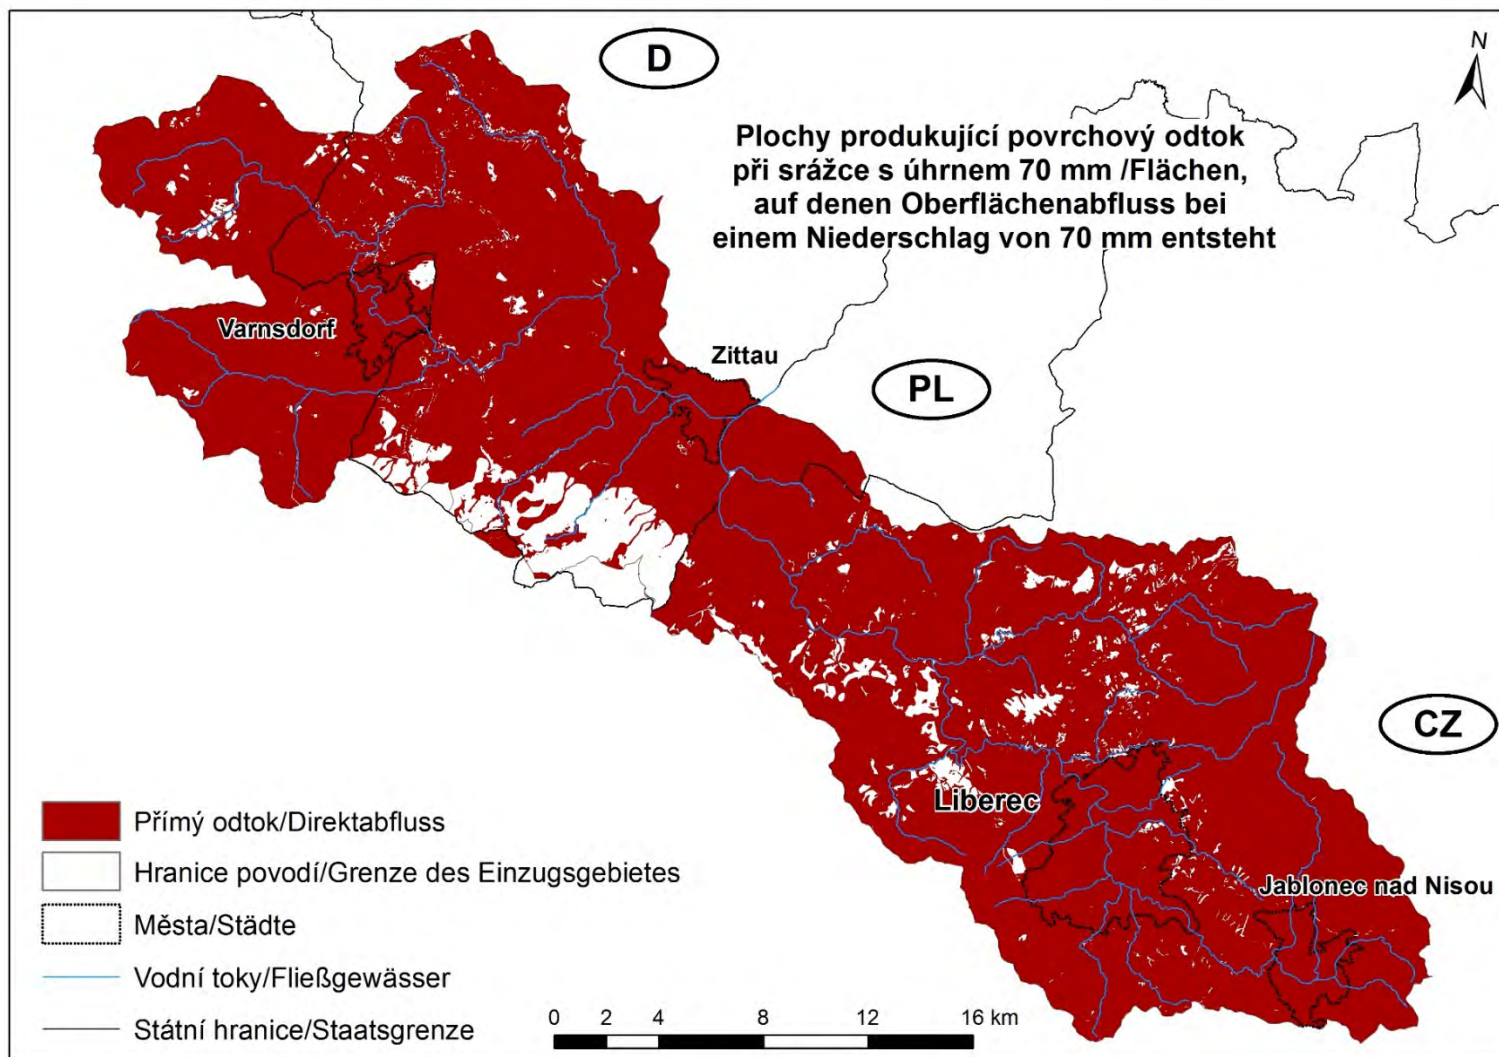 D
N
Plochy produkující povrchový odtok
při srážce s úhrnem 70 mm /Flächen,
auf denen Oberflächenabfluss bei
einem Niederschlag von 70 mm entsteht
Varnsdorf
Zittau
PL
CZ
Liberec
Jablonec nad Nisou
Přímý odtok/Direktabfluss
Hranice povodí/Grenze des Einzugsgebietes
Města/Städte
Vodní toky/Fließgewässer
Státní hranice/Staatsgrenze
0 2 4 8 12 16 km